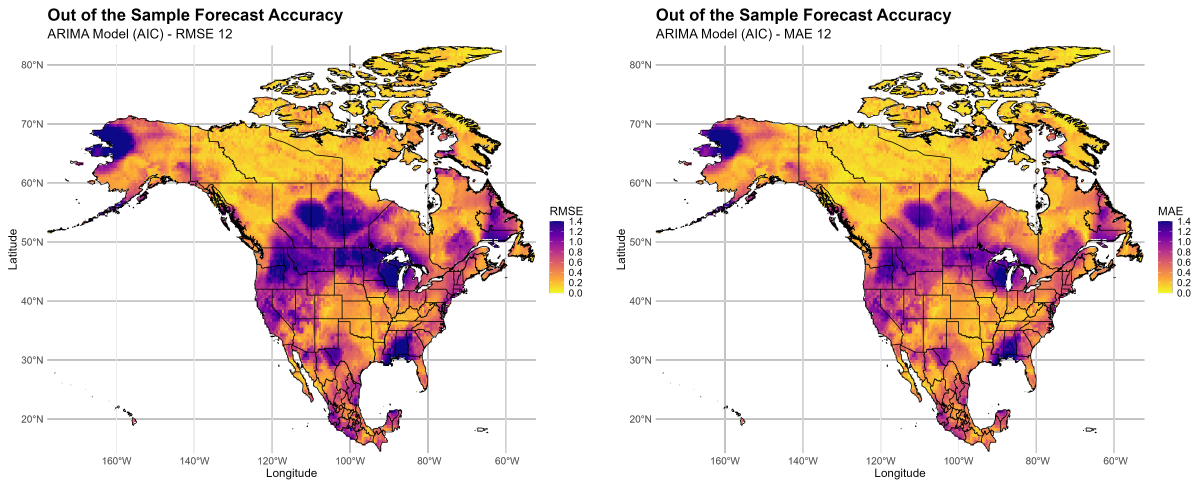 Out of the Sample Forecast Accuracy
ARIMA Model (AIC) - RMSE 12
80°N
70°N
60°N
50°N
40°N
30°N
20°N
Latitude
160°W 140°W 120°W 100°W 80°W 60°W
Longitude
RMSE
1.4
1.2
1.0
0.8
0.6
0.4
0.2
0.0
Out of the Sample Forecast Accuracy
ARIMA Model (AIC) - MAE 12
80°N
70°N
60°N
50°N
40°N
30°N
20°N
Latitude
160°W 140°W 120°W 100°W 80°W 60°W
Longitude
MAE
1.4
1.2
1.0
0.8
0.6
0.4
0.2
0.0